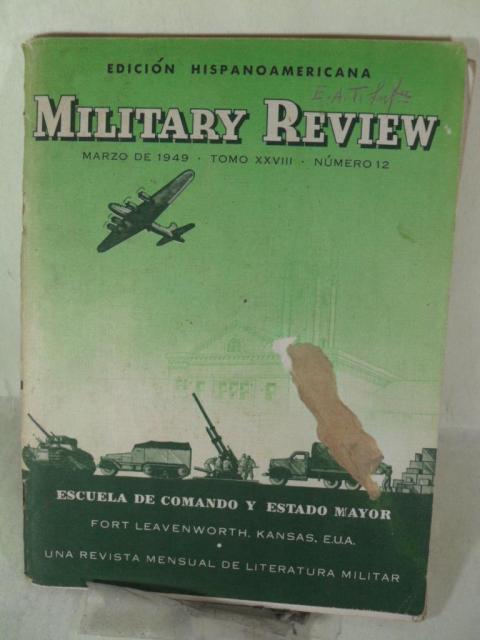 EDICIÓN HISPANOAMERICANA
E.A.T.
MILITARY REVIEW
MARZO DE 1949 · TOMO XXVIII · NÚMERO 12
ESCUELA DE COMANDO Y ESTADO MAYOR
FORT LEAVENWORTH, KANSAS, E.U.A.
•
UNA REVISTA MENSUAL DE LITERATURA MILITAR